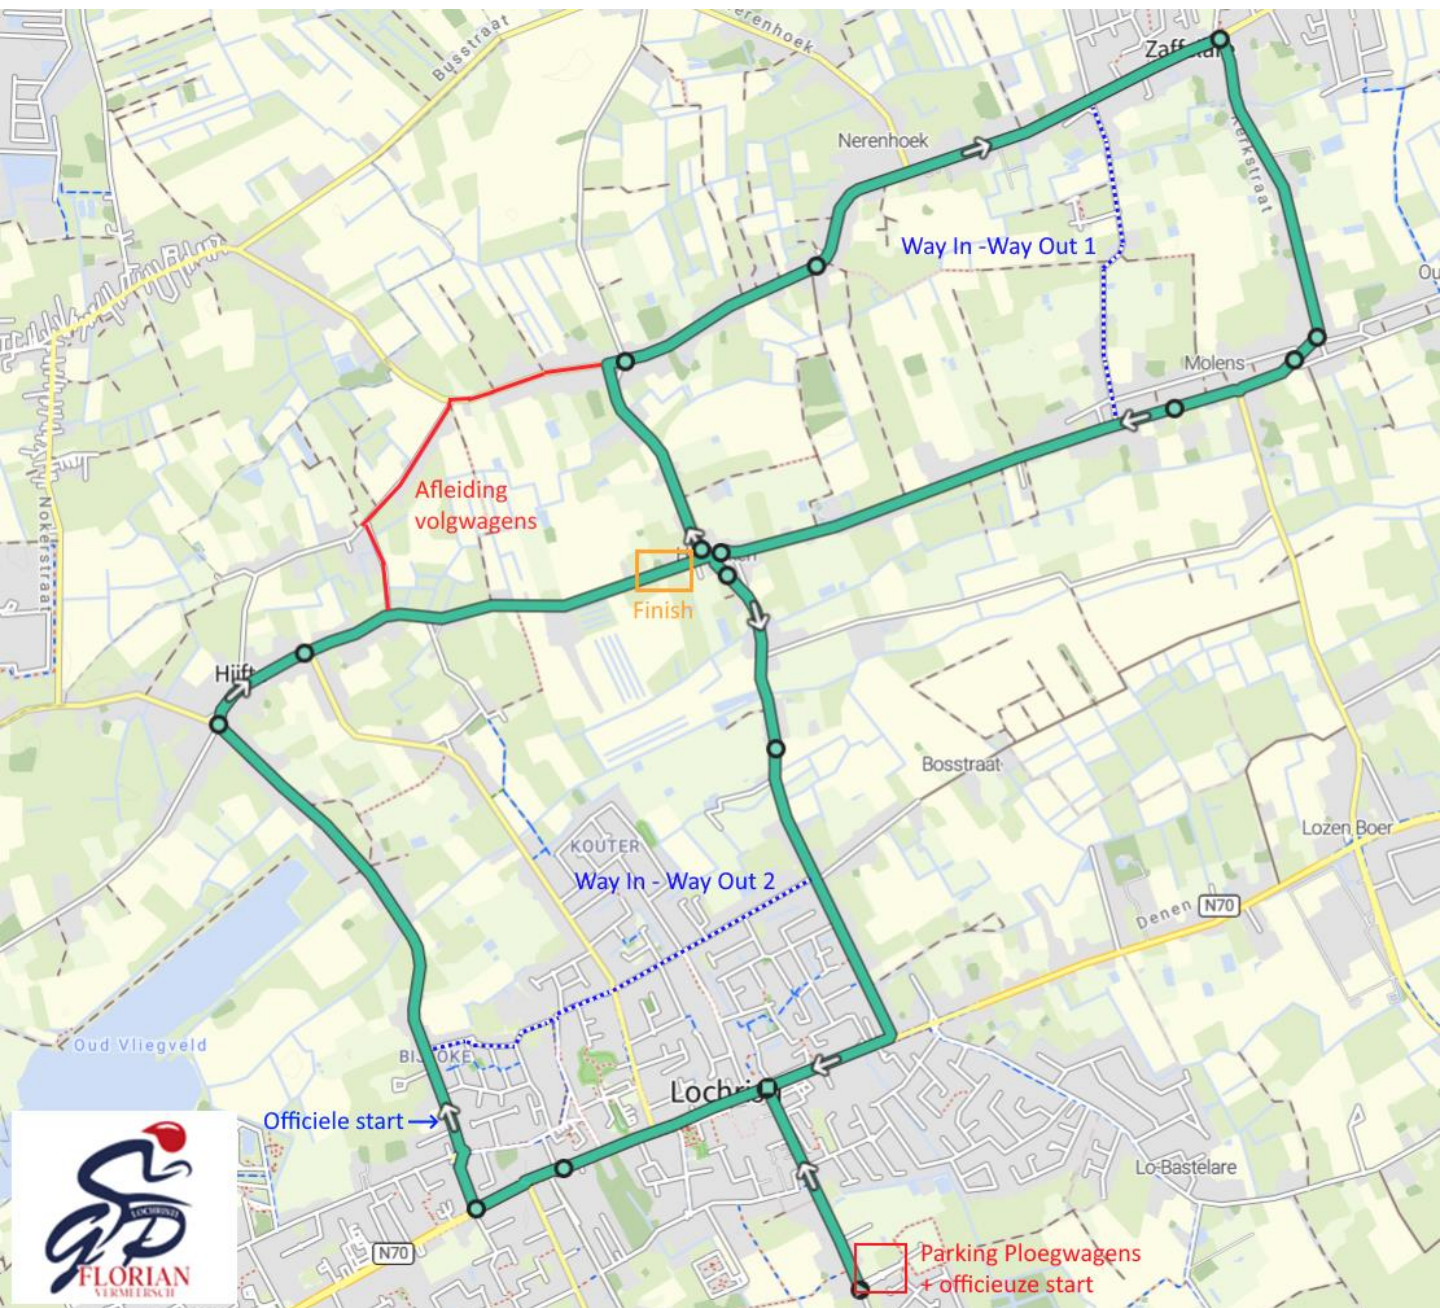 Busstraat
Nerenhoek
Kerkstraat
Way In -Way Out 1
Molens
Nokerstraat
Afleiding
volgwagens
Finish
Hijft
Bosstraat
Lozen Boer
KOUTER
Way In - Way Out 2
Denen
N70
Oud Vliegveld
Officiele start
Lo-Bastelare
N70
Parking Ploegwagens
+ officieuze start
LOCHRISTI
GP
FLORIAN
VERMEERSCH